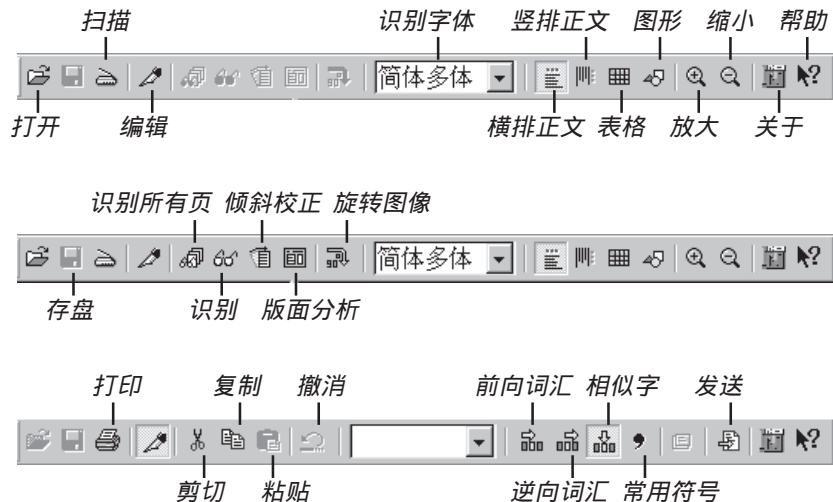 扫描 识别字体 竖排正文 图形 缩小 帮助
简体多体
打开 编辑 横排正文 表格 放大 关于
识别所有页 倾斜校正 旋转图像
简体多体
存盘 识别 版面分析
打印 复制 撤消 前向词汇 相似字 发送
剪切 粘贴 逆向词汇 常用符号